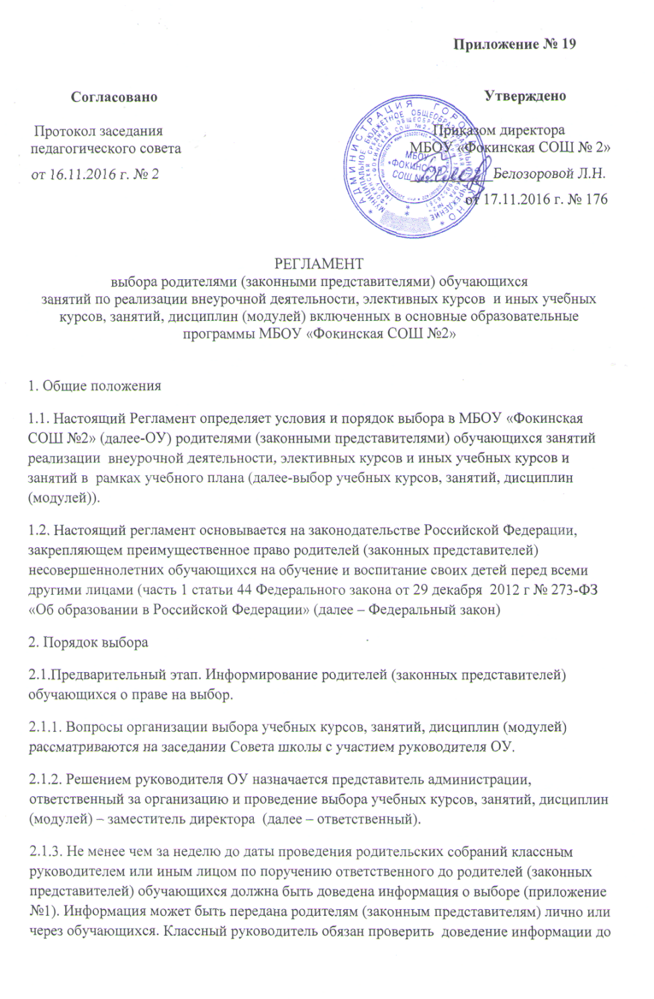 Приложение № 19
Согласовано
Утверждено
Протокол заседания
педагогического совета
от 16.11.2016 г. № 2
Приказом директора
МБОУ «Фокинская СОШ № 2»
Белозоровой Л.Н.
от 17.11.2016 г. № 176
МБОУ
«ФОКИНСКАЯ
СОШ №2»
РЕГЛАМЕНТ
выбора родителями (законными представителями) обучающихся
занятий по реализации внеурочной деятельности, элективных курсов и иных учебных
курсов, занятий, дисциплин (модулей) включенных в основные образовательные
программы МБОУ «Фокинская СОШ №2»
1. Общие положения
1.1. Настоящий Регламент определяет условия и порядок выбора в МБОУ «Фокинская
СОШ №2» (далее-ОУ) родителями (законными представителями) обучающихся занятий
реализации внеурочной деятельности, элективных курсов и иных учебных курсов и
занятий в рамках учебного плана (далее-выбор учебных курсов, занятий, дисциплин
(модулей)).
1.2. Настоящий регламент основывается на законодательстве Российской Федерации,
закрепляющем преимущественное право родителей (законных представителей)
несовершеннолетних обучающихся на обучение и воспитание своих детей перед всеми
другими лицами (часть 1 статьи 44 Федерального закона от 29 декабря 2012 г № 273-ФЗ
«Об образовании в Российской Федерации» (далее – Федеральный закон)
2. Порядок выбора
2.1.Предварительный этап. Информирование родителей (законных представителей)
обучающихся о праве на выбор.
2.1.1. Вопросы организации выбора учебных курсов, занятий, дисциплин (модулей)
рассматриваются на заседании Совета школы с участием руководителя ОУ.
2.1.2. Решением руководителя ОУ назначается представитель администрации,
ответственный за организацию и проведение выбора учебных курсов, занятий, дисциплин
(модулей) – заместитель директора (далее – ответственный).
2.1.3. Не менее чем за неделю до даты проведения родительских собраний классным
руководителем или иным лицом по поручению ответственного до родителей (законных
представителей) обучающихся должна быть доведена информация о выборе (приложение
№1). Информация может быть передана родителям (законным представителям) лично или
через обучающихся. Классный руководитель обязан проверить доведение информации до